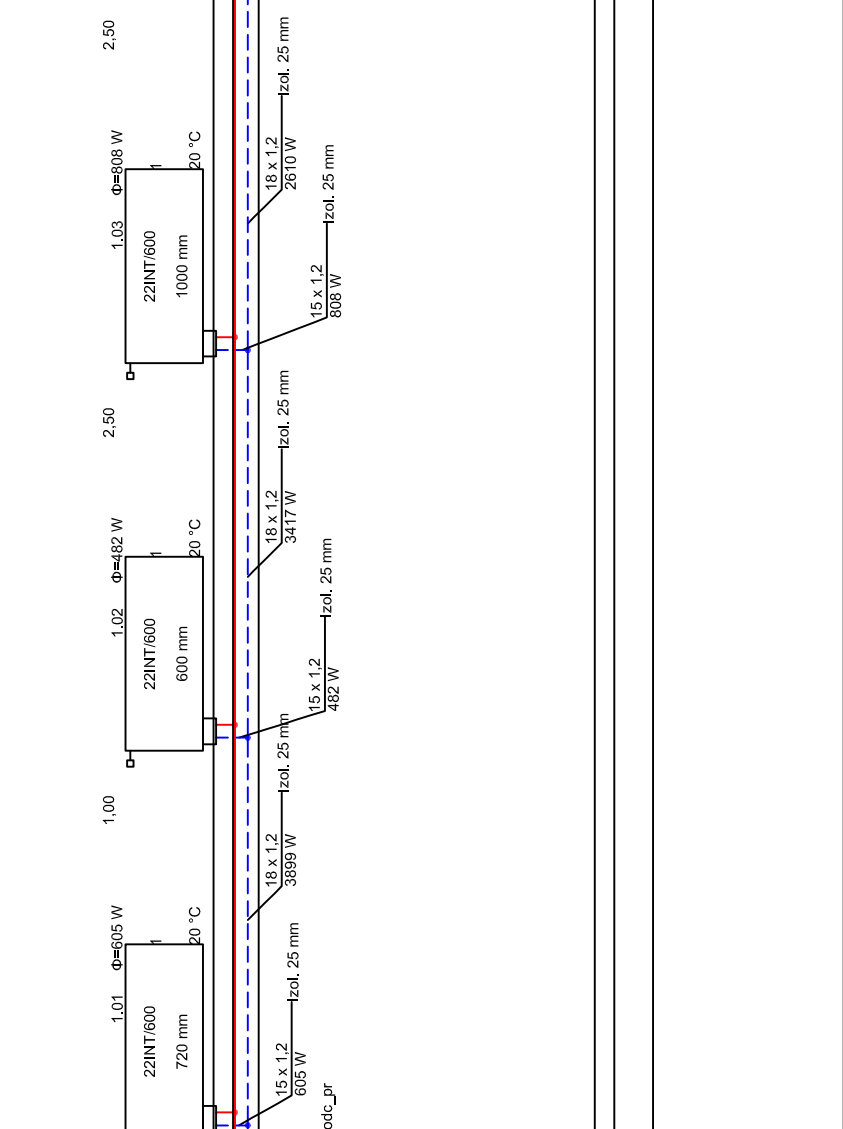 2,50
Φ=808 W
1
20 °C
1.03
22INT/600
1000 mm
18 x 1,2
2610 W
Izol. 25 mm
15 x 1,2
808 W
Izol. 25 mm
2,50
Φ=482 W
1
20 °C
1.02
22INT/600
600 mm
18 x 1,2
3417 W
Izol. 25 mm
15 x 1,2
482 W
Izol. 25 mm
1,00
Φ=605 W
1
20 °C
1.01
22INT/600
720 mm
18 x 1,2
3899 W
Izol. 25 mm
15 x 1,2
605 W
Izol. 25 mm
odc_pr